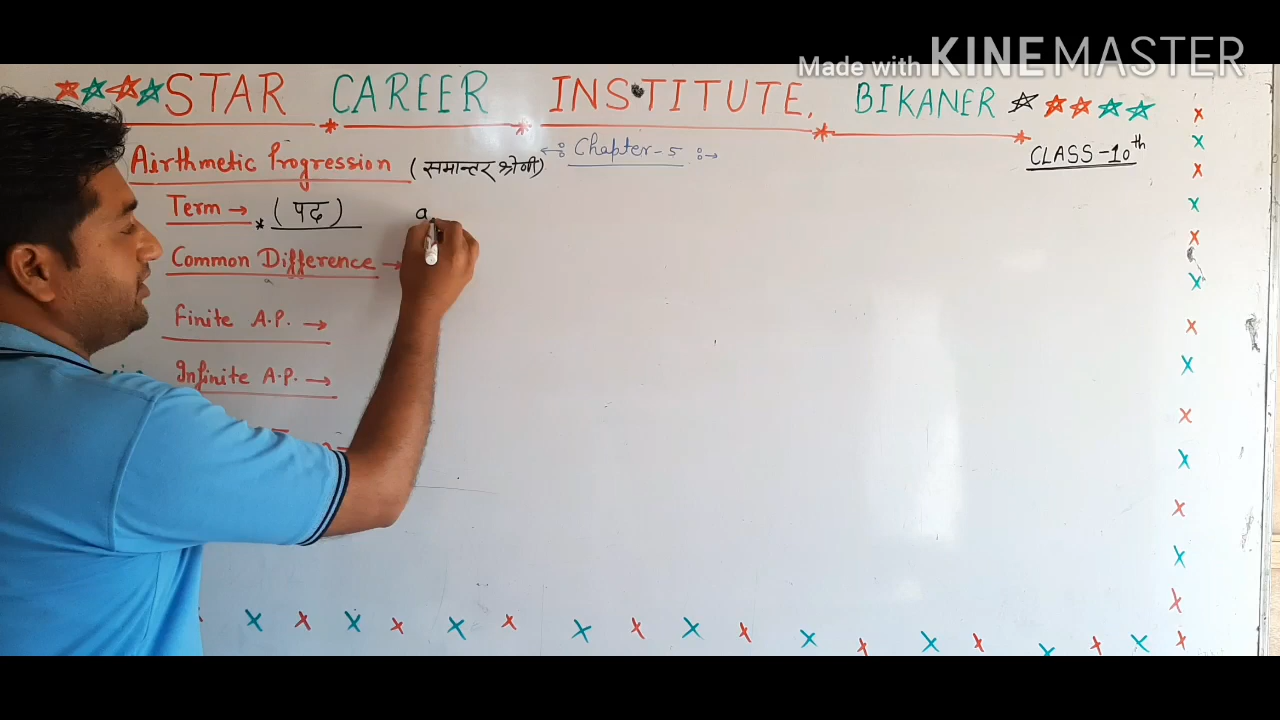 Made with KINEMASTER
STAR CAREER INSTITUTE, BIKANER
Chapter-5
CLASS-10th
Airthmetic Progression (समान्तर श्रेणी)
Term → (पद) a
Common Difference →
Finite A.P. →
Infinite A.P. →